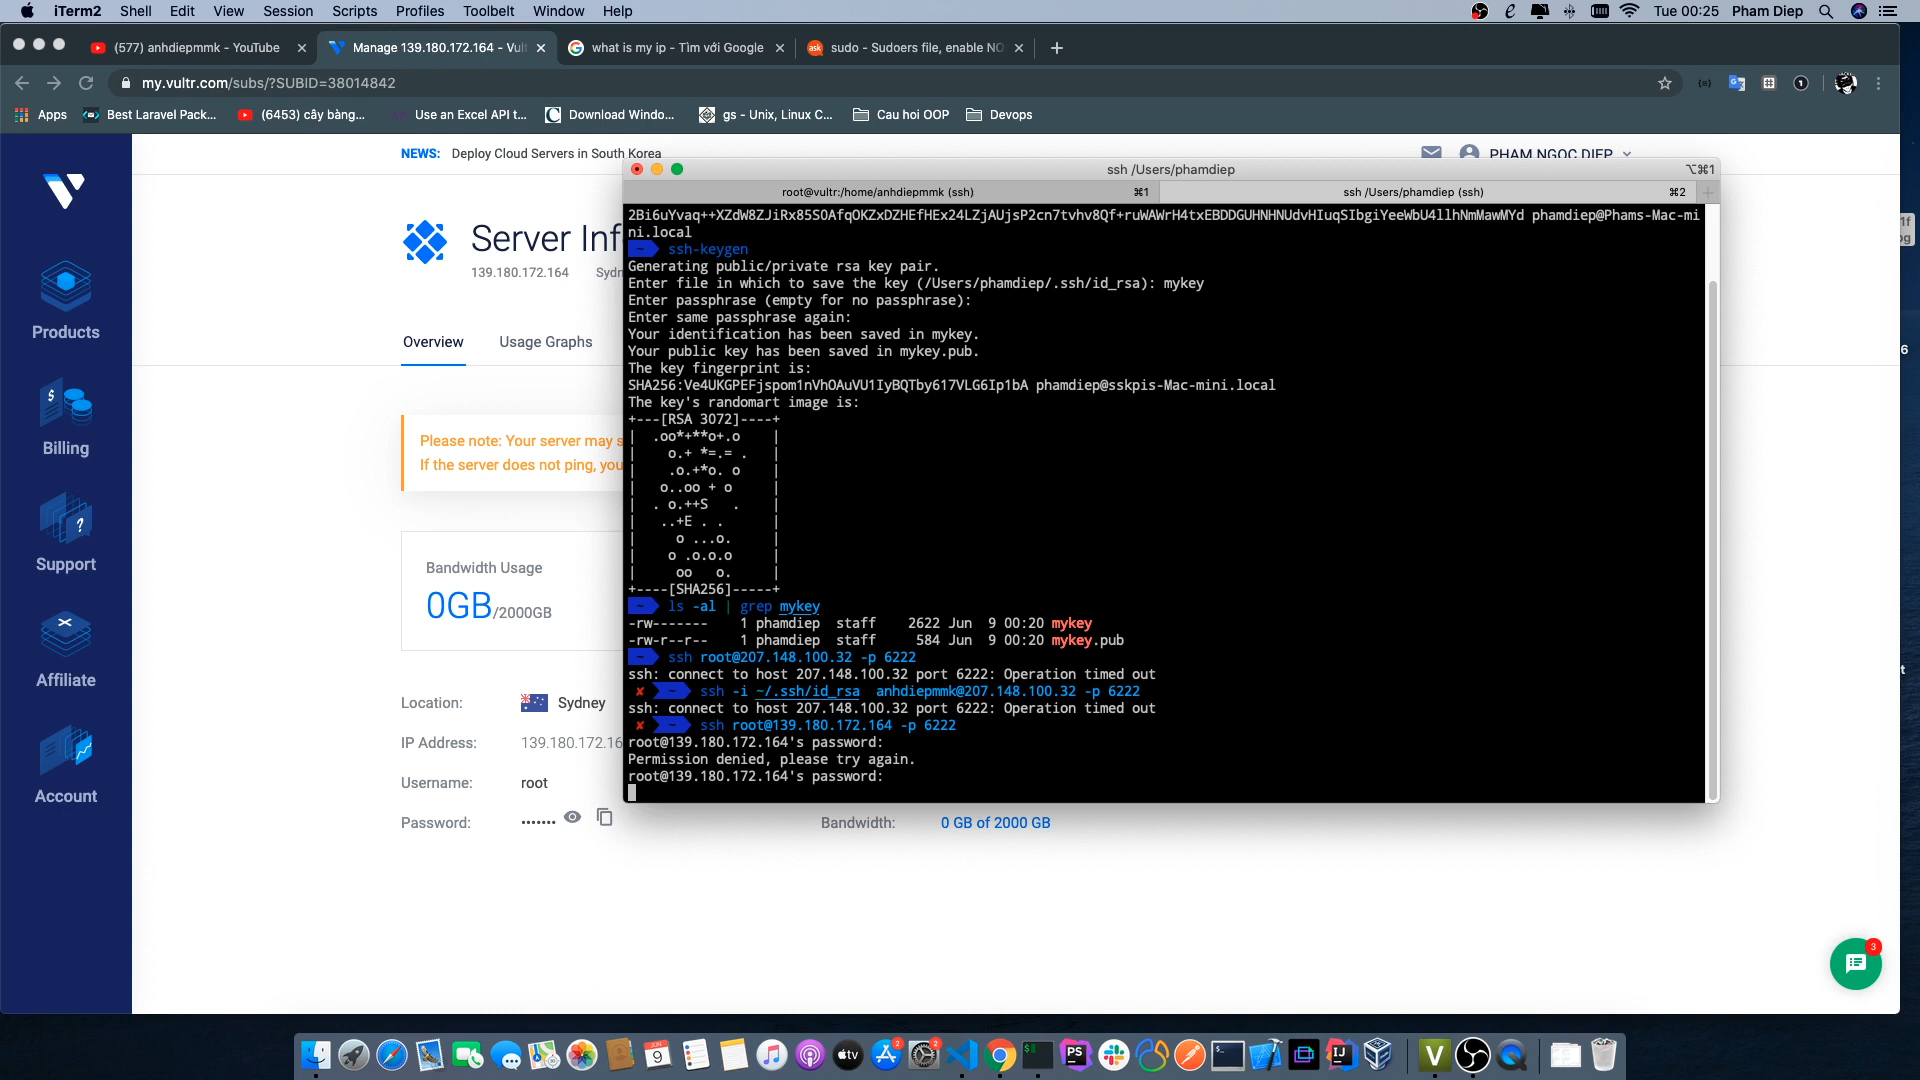 iTerm2 Shell Edit View Session Scripts Profiles Toolbelt Window Help Tue 00:25 Pham Diep
(577) anhdiepmmk - YouTube Manage 139.180.172.164 - Vul what is my ip - Tìm với Google sudo - Sudoers file, enable NO
my.vultr.com/subs/?SUBID=38014842
Apps Best Laravel Pack... (6453) cây bàng... Use an Excel API t... Download Windo... gs - Unix, Linux C... Cau hoi OOP Devops
NEWS: Deploy Cloud Servers in South Korea PHAM NGOC DIEP
Server Inf
139.180.172.164 Sydn
Overview Usage Graphs
Products
Billing
Support
Affiliate
Account
Please note: Your server may s
If the server does not ping, you
Bandwidth Usage
0GB/2000GB
Location: Sydney
IP Address: 139.180.172.16
Username: root
Password: •••••••
Bandwidth: 0 GB of 2000 GB
ssh /Users/phamdiep ⌥⌘1
root@vultr:/home/anhdiepmmk (ssh) ⌘1 ssh /Users/phamdiep (ssh) ⌘2
2Bi6uYvaq++XZdW8ZJiRx85S0AfqOKZxDZHEfHEx24LZjAUjsP2cn7tvhv8Qf+ruWAWrH4txEBDDGUHNHNUdvHIuqSIbgiYeeWbU4llhNmMawMYd phamdiep@Phams-Mac-mi
ni.local
~ ssh-keygen
Generating public/private rsa key pair.
Enter file in which to save the key (/Users/phamdiep/.ssh/id_rsa): mykey
Enter passphrase (empty for no passphrase):
Enter same passphrase again:
Your identification has been saved in mykey.
Your public key has been saved in mykey.pub.
The key fingerprint is:
SHA256:Ve4UKGPEFjspom1nVhOAuVU1IyBQTby617VLG6Ip1bA phamdiep@sskpis-Mac-mini.local
The key's randomart image is:
+---[RSA 3072]----+
|  .oo*+**o+.o    |
|    o.+ *=.= .   |
|    .o.+*o. o    |
|   o..oo + o     |
|  . o.++S   .    |
|   ..+E . .      |
|     o ...o.     |
|    o .o.o.o     |
|     oo   o.     |
+----[SHA256]-----+
~ ls -al | grep mykey
-rw------- 1 phamdiep staff 2622 Jun 9 00:20 mykey
-rw-r--r-- 1 phamdiep staff 584 Jun 9 00:20 mykey.pub
~ ssh root@207.148.100.32 -p 6222
ssh: connect to host 207.148.100.32 port 6222: Operation timed out
✘ ~ ssh -i ~/.ssh/id_rsa anhdiepmmk@207.148.100.32 -p 6222
ssh: connect to host 207.148.100.32 port 6222: Operation timed out
✘ ~ ssh root@139.180.172.164 -p 6222
root@139.180.172.164's password:
Permission denied, please try again.
root@139.180.172.164's password:
3